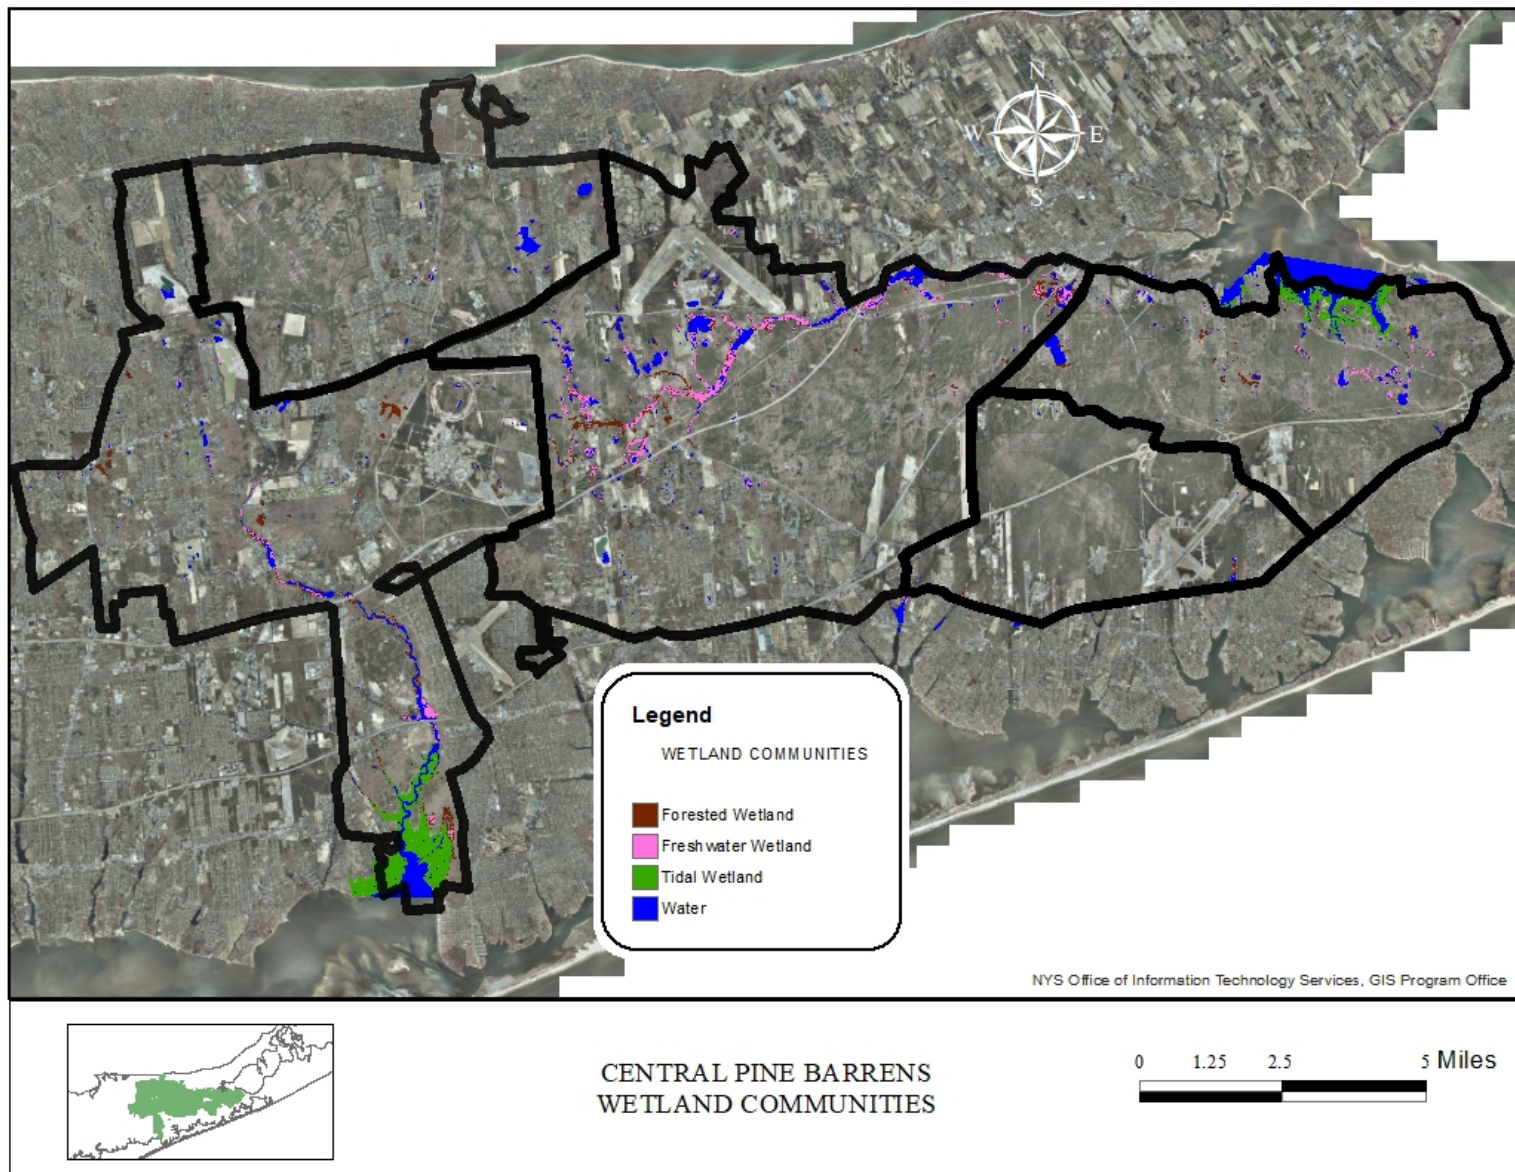 N
W
E
S
Legend
WETLAND COMMUNITIES
Forested Wetland
Freshwater Wetland
Tidal Wetland
Water
NYS Office of Information Technology Services, GIS Program Office
CENTRAL PINE BARRENS
WETLAND COMMUNITIES
0 1.25 2.5 5 Miles